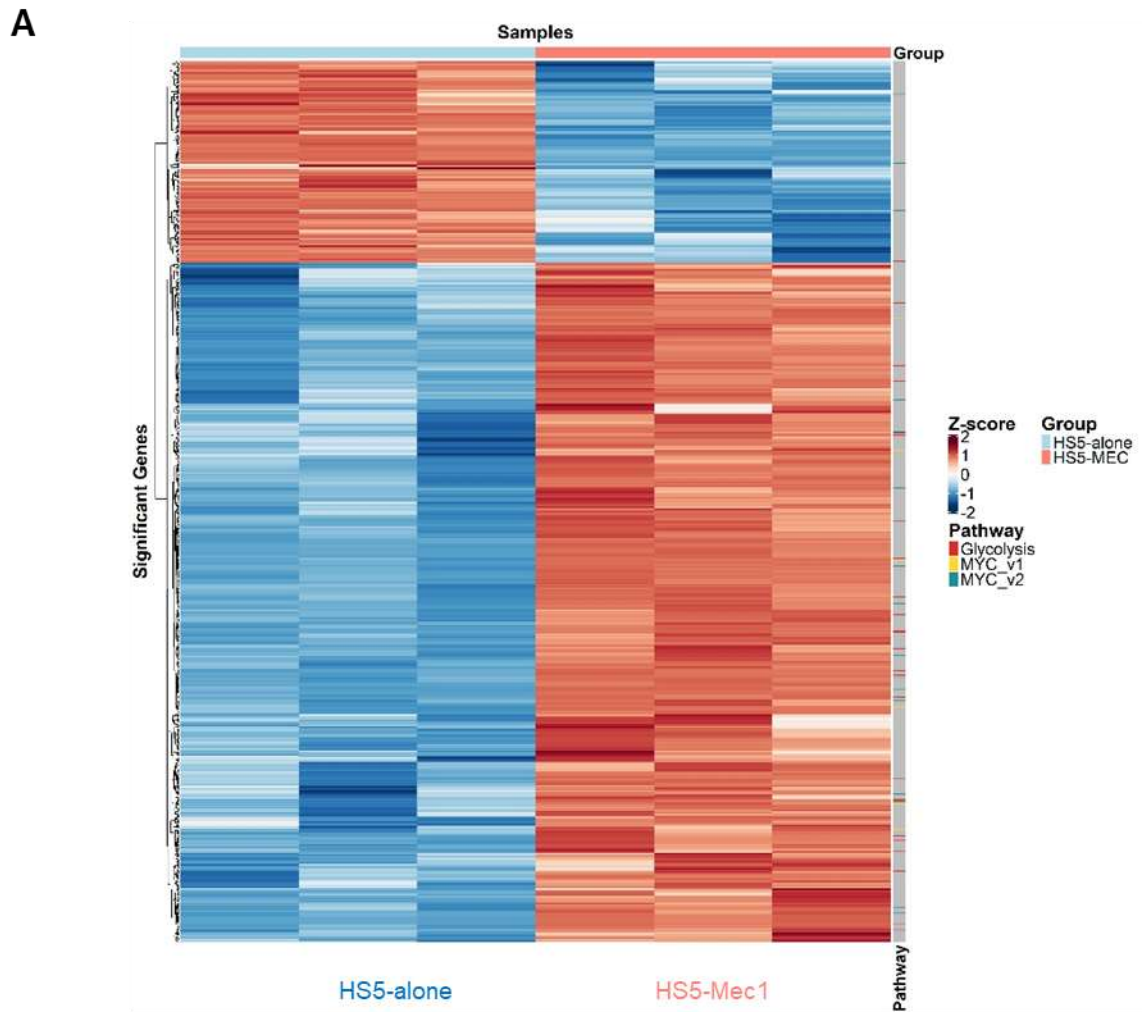 A
Samples
Group
Significant Genes
Z-score
2
1
0
-1
-2
Group
HS5-alone
HS5-MEC
Pathway
Glycolysis
MYC_v1
MYC_v2
Pathway
HS5-alone
HS5-Mec1